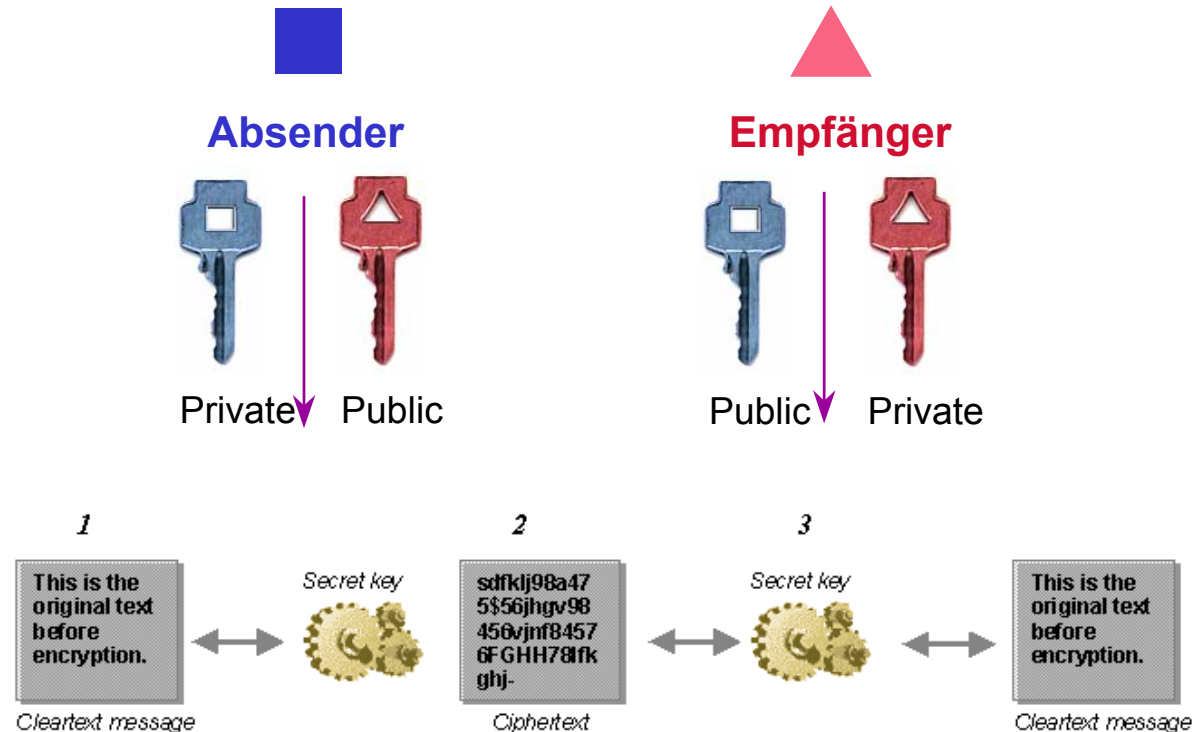 Absender
Empfänger
Private Public
Public Private
1
2
3
This is the
original text
before
encryption.
Cleartext message
Secret key
sdfklj98a47
5$56jhgv98
456vjnf8457
6FGHH78lfk
ghj-
Ciphertext
Secret key
This is the
original text
before
encryption.
Cleartext message